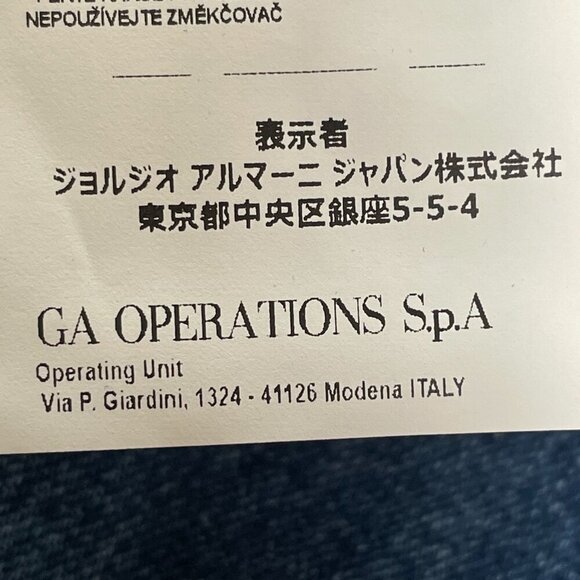 NEPOUŽÍVEJTE ZMĚKČOVAČ
表示者
ジョルジオ アルマーニ ジャパン株式会社
東京都中央区銀座5-5-4
GA OPERATIONS S.p.A
Operating Unit
Via P. Giardini, 1324 - 41126 Modena ITALY